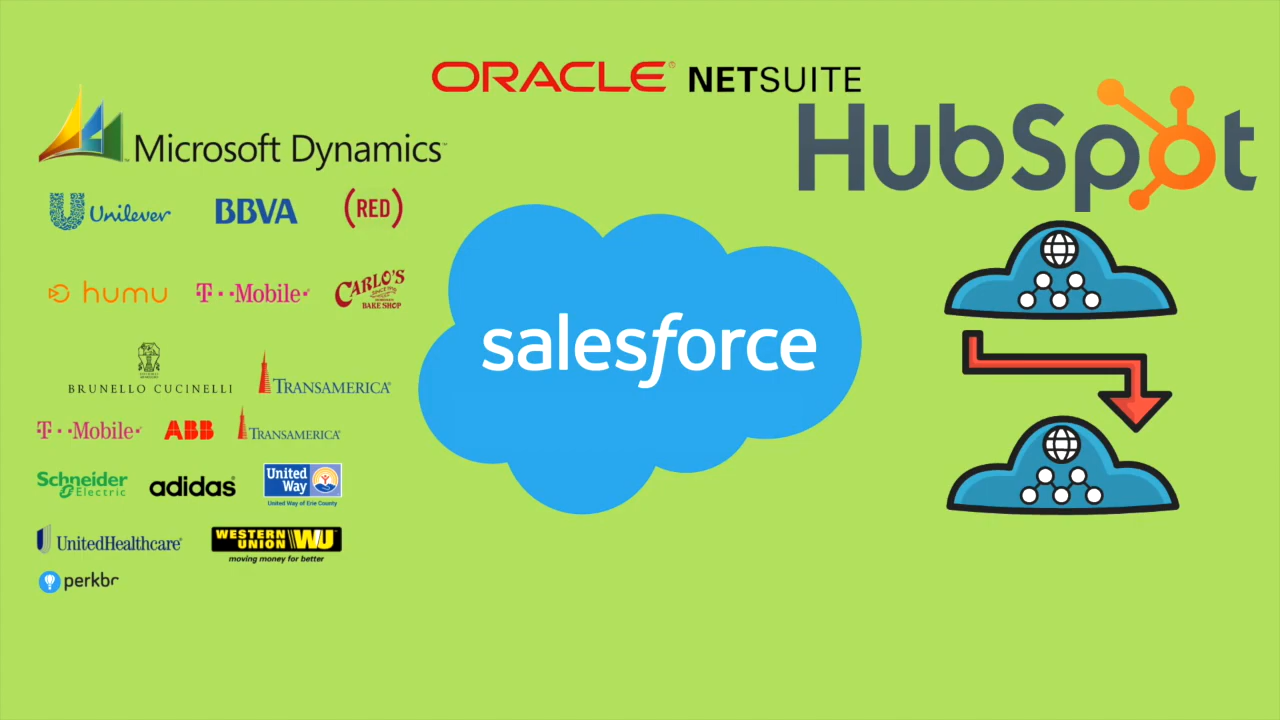 ORACLE® NETSUITE
Microsoft Dynamics™
HubSpot
Unilever BBVA (RED)
humu T··Mobile· CARLO'S
BAKE SHOP
salesforce
BRUNELLO CUCINELLI TRANSAMERICA®
T··Mobile· ABB TRANSAMERICA®
Schneider
Electric adidas United
Way
United Way of Erie County
UnitedHealthcare® WESTERN
UNION WU
moving money for better
perkbr